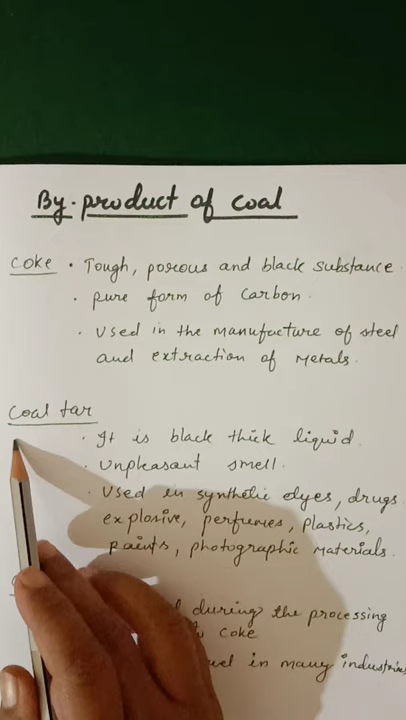 By-product of Coal
Coke • Tough, porous and black substance
• pure form of Carbon.
• Used in the manufacture of steel
and extraction of Metals.
Coal tar
• It is black thick liquid.
• Unpleasant smell.
• Used in synthetic dyes, drugs
explosive, perfumes, plastics,
paints, photographic materials.
during the processing
Coke
in many industries